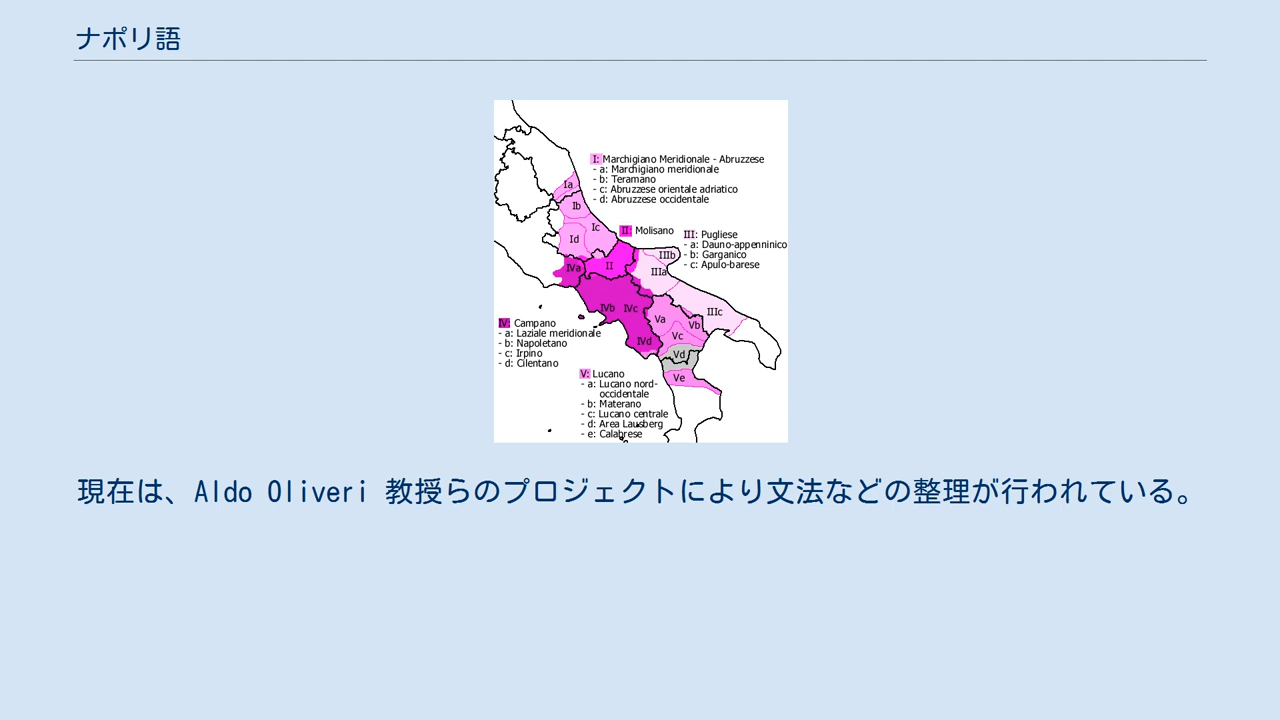 ナポリ語
I: Marchigiano Meridionale - Abruzzese
- a: Marchigiano meridionale
- b: Teramano
- c: Abruzzese orientale adriatico
- d: Abruzzese occidentale
Ia
Ib
Ic
Id
II: Molisano
III: Pugliese
- a: Dauno-appenninico
- b: Garganico
- c: Apulo-barese
IIIb
IVa
II
IIIa
IVb
IVc
IIIc
Va
Vb
IV: Campano
- a: Laziale meridionale
- b: Napoletano
- c: Irpino
- d: Cilentano
IVd
Vc
Vd
Ve
V: Lucano
- a: Lucano nord-
occidentale
- b: Materano
- c: Lucano centrale
- d: Area Lausberg
- e: Calabrese
現在は、Aldo Oliveri 教授らのプロジェクトにより文法などの整理が行われている。